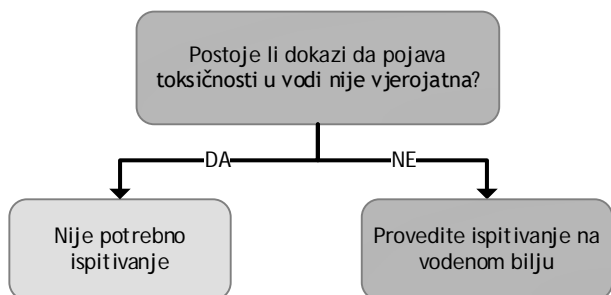 Postoje li dokazi da pojava
toksičnosti u vodi nije vjerojatna?
DA
NE
Nije potrebno
ispitivanje
Provedite ispitivanje na
vodenom bilju